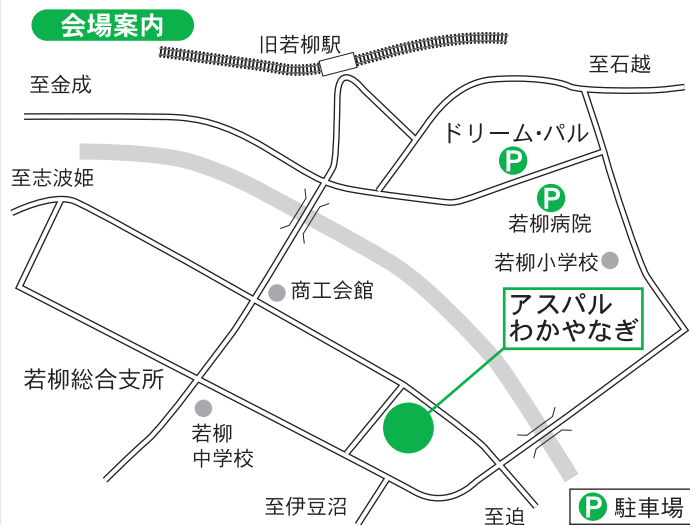 会場案内
旧若柳駅
至石越
至金成
ドリーム・パル
P
至志波姫
P
若柳病院
若柳小学校
商工会館
アスパル
わかやなぎ
若柳総合支所
若柳
中学校
至伊豆沼
至迫
P 駐車場